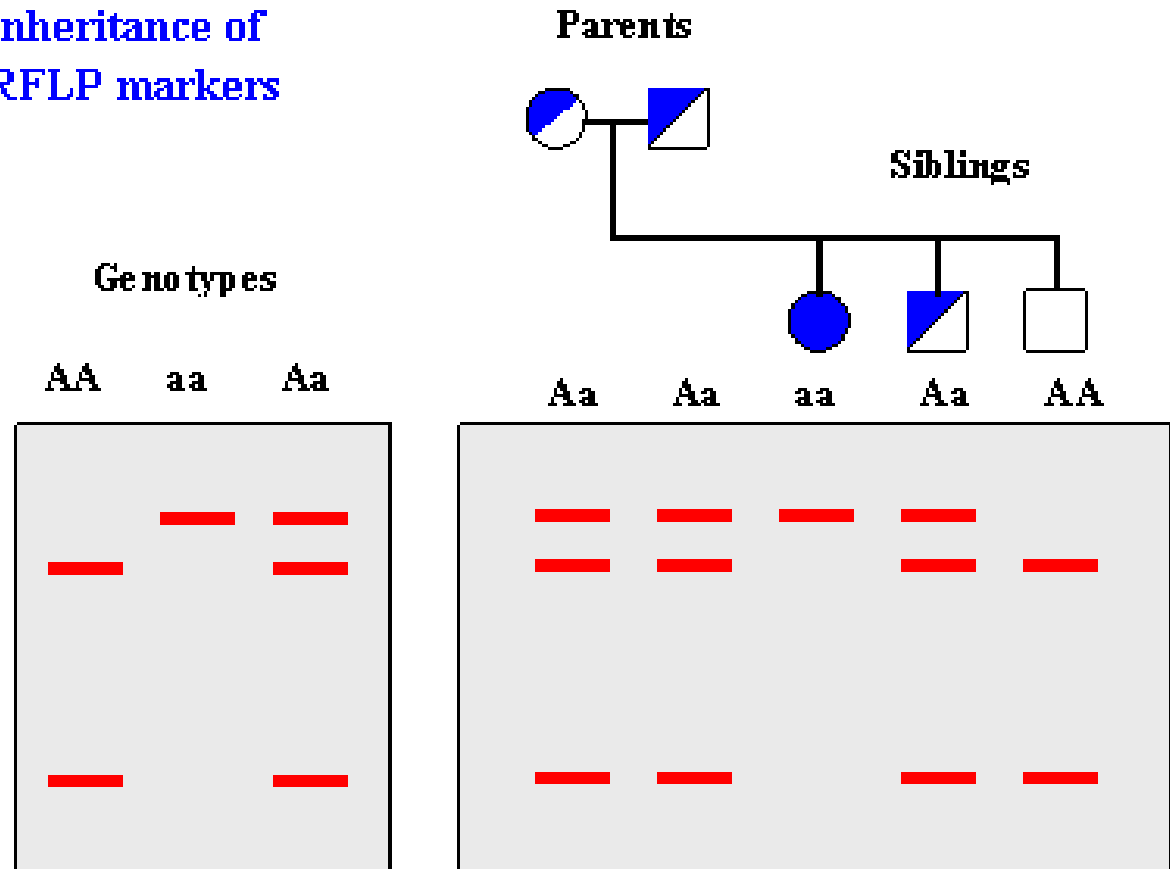 nheritance of
RFLP markers
Parents
Siblings
Genotypes
AA aa Aa
Aa Aa aa Aa AA